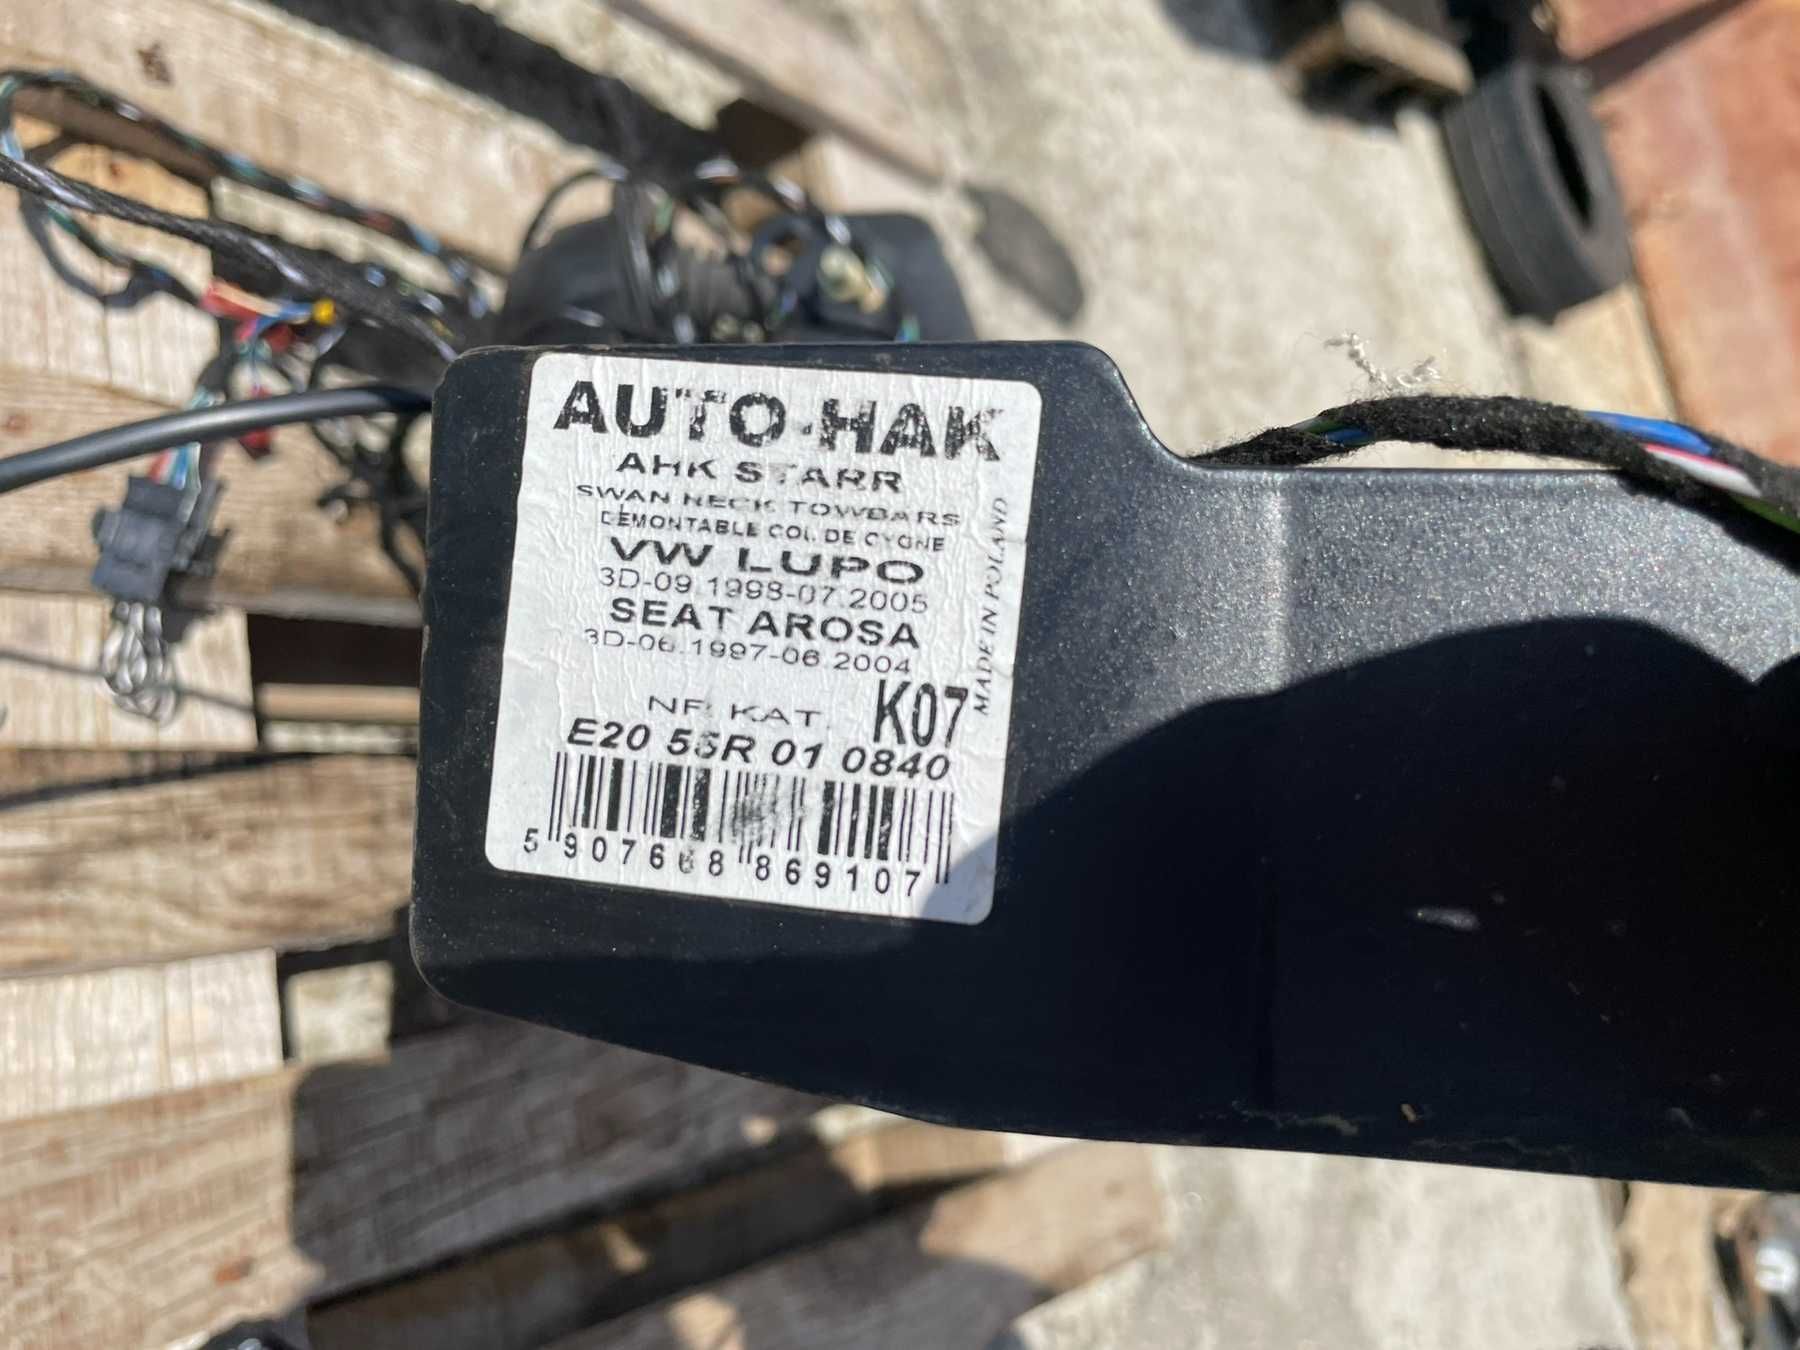 AUTO-HAK
AHK STARR
SWAN NECK TOWBARS
DEMONTABLE COL DE CYGNE
VW LUPO
3D-09.1998-07.2005
SEAT AROSA
3D-06.1997-06.2004
MADE IN POLAND
NR KAT. K07
E20 55R 01 0840
5 907668 869107